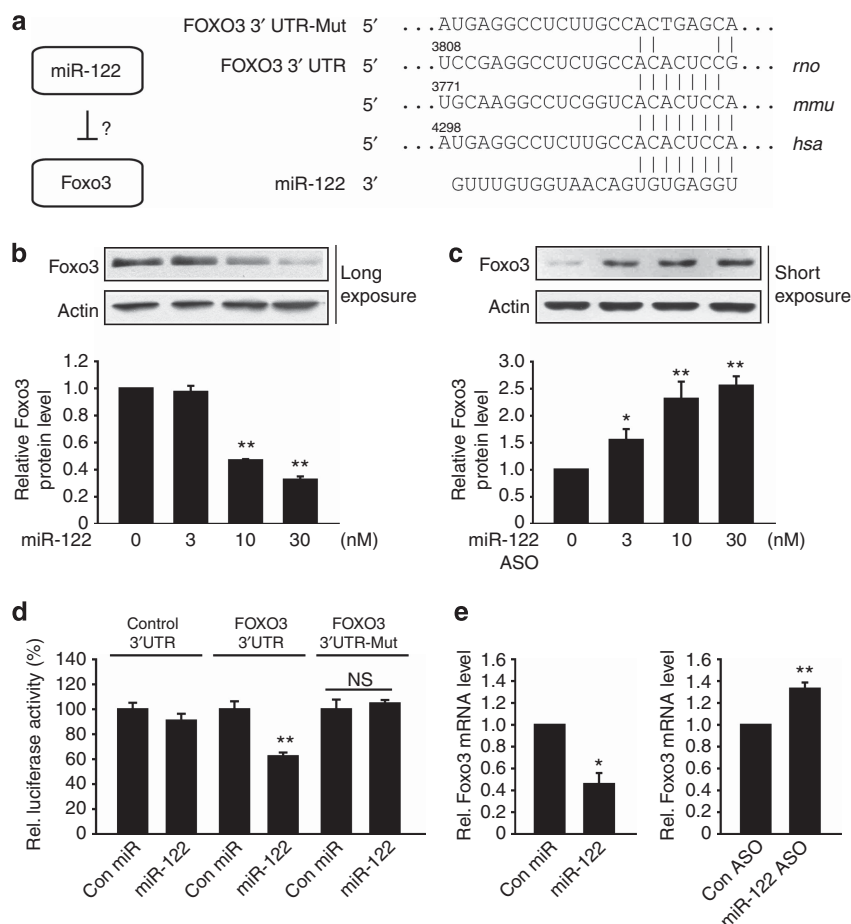 a
miR-122
?
Foxo3
FOXO3 3′ UTR-Mut 5′ ...AUGAGGCCUCUUGCCACTGAGCA...
3808
FOXO3 3′ UTR 5′ ...UCCGAGGCCUCUGCCACACUCCG... rno
3771
5′ ...UGCAAGGCCUCGGUCACACUCCA... mmu
4298
5′ ...AUGAGGCCUCUUGCCACACUCCA... hsa
miR-122 3′ GUUUGUGGUAACAGUGUGAGGU
b
Foxo3
Actin
Long
exposure
Relative Foxo3
protein level
1.2
1.0
0.8
0.6
0.4
0.2
0
** **
miR-122 0 3 10 30 (nM)
c
Foxo3
Actin
Short
exposure
Relative Foxo3
protein level
3.0
2.5
2.0
1.5
1.0
0.5
0
* ** **
miR-122
ASO
0 3 10 30 (nM)
d
Control
3′UTR
FOXO3
3′UTR
FOXO3
3′UTR-Mut
Rel. luciferase activity (%)
140
120
100
80
60
40
20
0
**
NS
Con miR
miR-122
Con miR
miR-122
Con miR
miR-122
e
Rel. Foxo3 mRNA level
1.6
1.4
1.2
1.0
0.8
0.6
0.4
0.2
0
*
Con miR
miR-122
Rel. Foxo3 mRNA level
1.6
1.4
1.2
1.0
0.8
0.6
0.4
0.2
0
**
Con ASO
miR-122 ASO